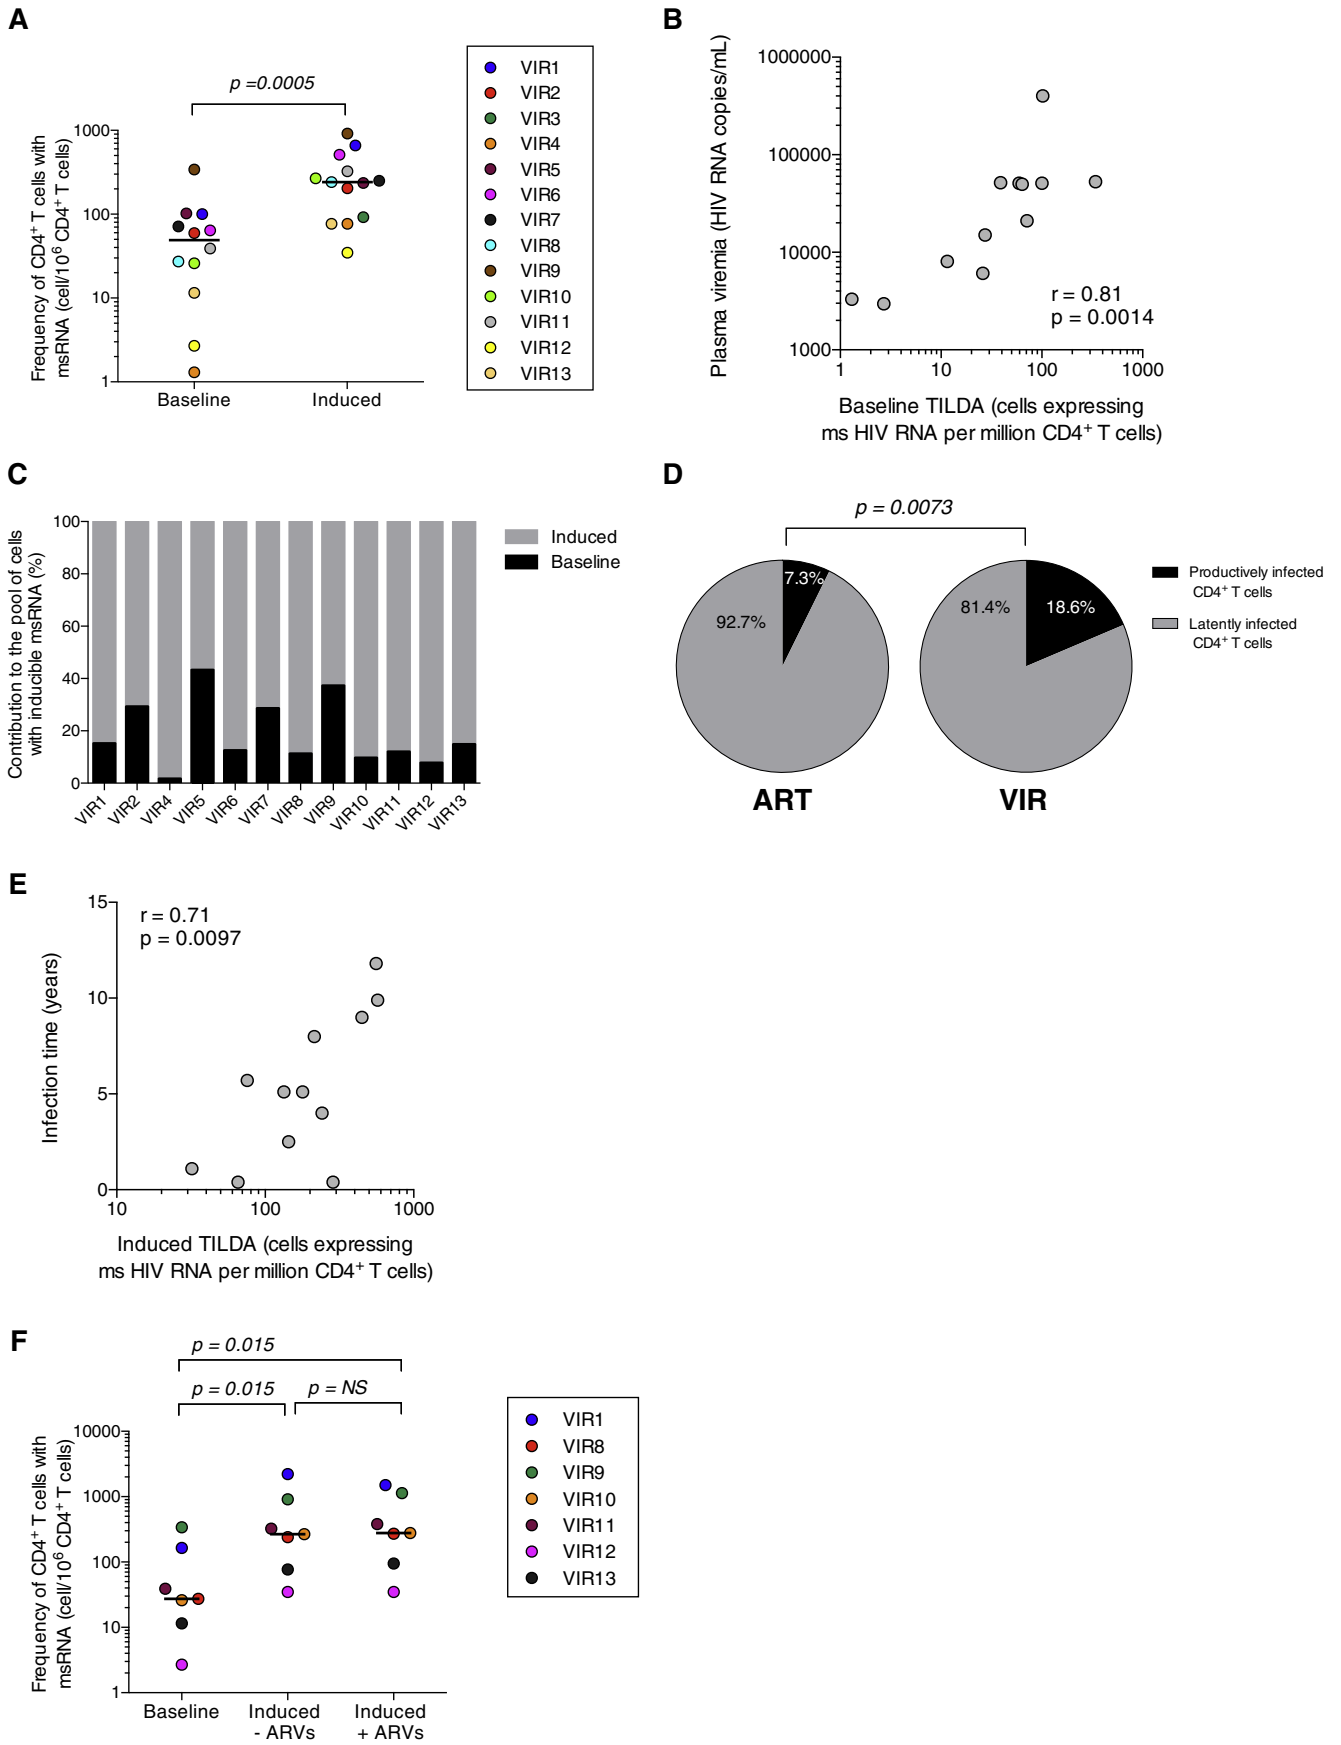 A
p =0.0005
Frequency of CD4+ T cells with
msRNA (cell/10⁶ CD4+ T cells)
1000
100
10
1
Baseline
Induced
VIR1
VIR2
VIR3
VIR4
VIR5
VIR6
VIR7
VIR8
VIR9
VIR10
VIR11
VIR12
VIR13
B
Plasma viremia (HIV RNA copies/mL)
1000000
100000
10000
1000
r = 0.81
p = 0.0014
1
10
100
1000
Baseline TILDA (cells expressing
ms HIV RNA per million CD4+ T cells)
C
Contribution to the pool of cells
with inducible msRNA (%)
100
80
60
40
20
0
VIR1
VIR2
VIR4
VIR5
VIR6
VIR7
VIR8
VIR9
VIR10
VIR11
VIR12
VIR13
Induced
Baseline
D
p = 0.0073
7.3%
92.7%
81.4%
18.6%
ART
VIR
Productively infected
CD4+ T cells
Latently infected
CD4+ T cells
E
r = 0.71
p = 0.0097
Infection time (years)
15
10
5
0
10
100
1000
Induced TILDA (cells expressing
ms HIV RNA per million CD4+ T cells)
F
p = 0.015
p = 0.015
p = NS
Frequency of CD4+ T cells with
msRNA (cell/10⁶ CD4+ T cells)
10000
1000
100
10
1
Baseline
Induced
- ARVs
Induced
+ ARVs
VIR1
VIR8
VIR9
VIR10
VIR11
VIR12
VIR13